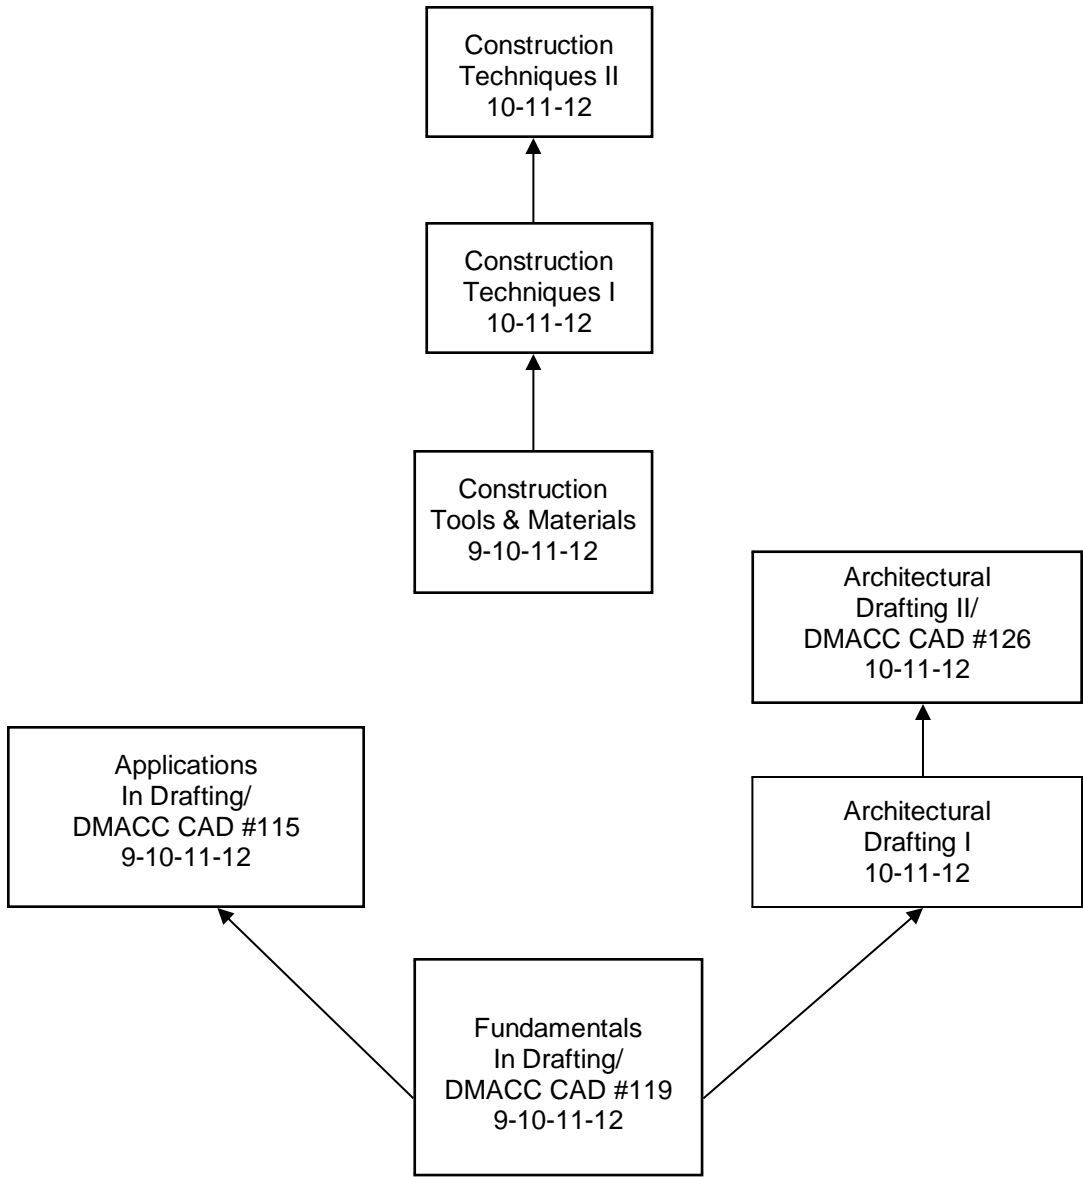 Construction
Techniques II
10-11-12
Construction
Techniques I
10-11-12
Construction
Tools & Materials
9-10-11-12
Architectural
Drafting II/
DMACC CAD #126
10-11-12
Applications
In Drafting/
DMACC CAD #115
9-10-11-12
Architectural
Drafting I
10-11-12
Fundamentals
In Drafting/
DMACC CAD #119
9-10-11-12